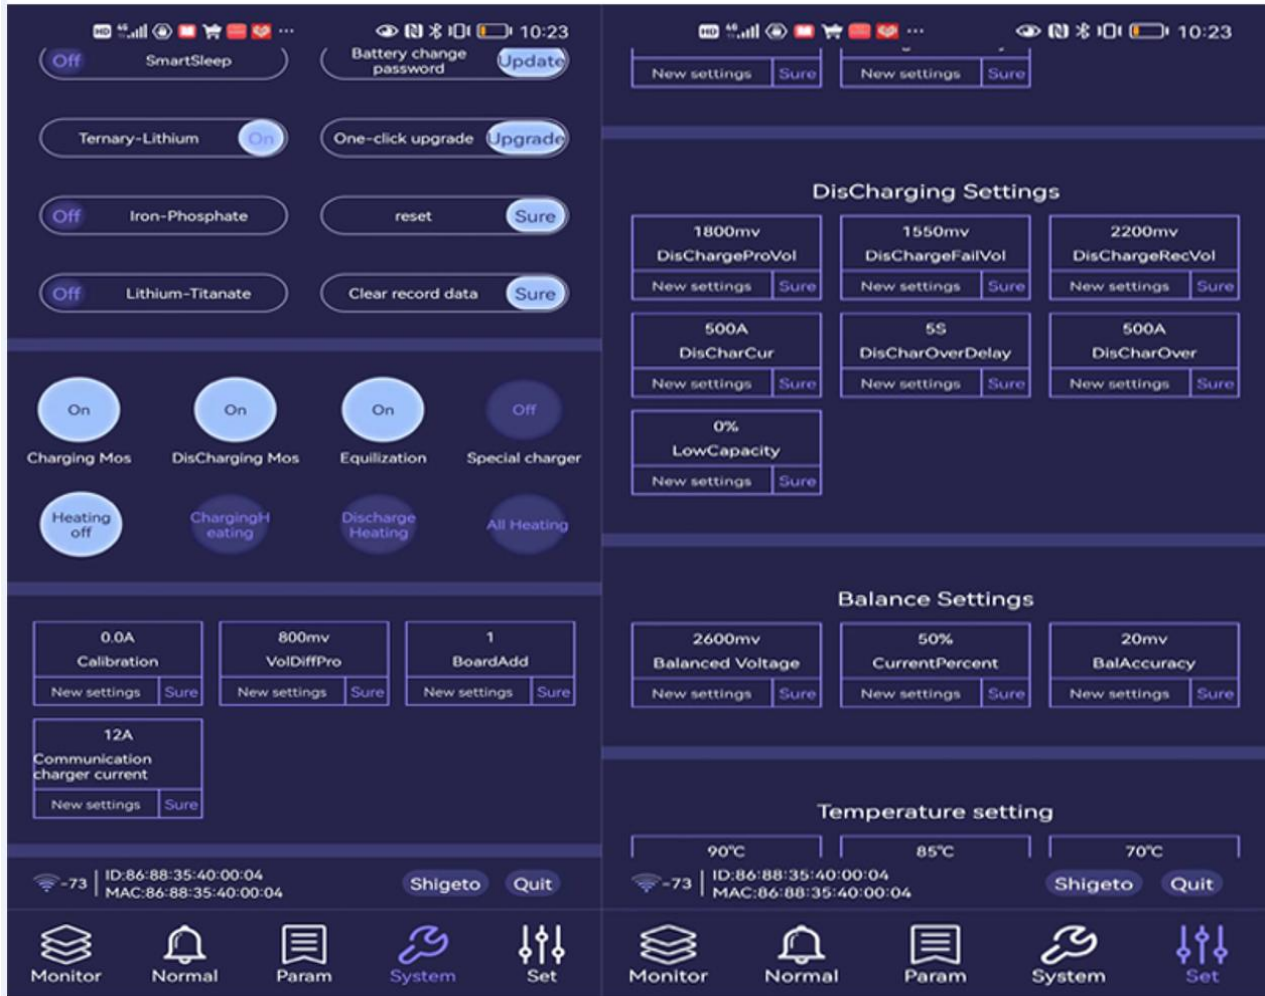 HD 4G 10:23
Off SmartSleep
Battery change
password Update
Ternary-Lithium On
One-click upgrade Upgrade
Off Iron-Phosphate
reset Sure
Off Lithium-Titanate
Clear record data Sure
On
On
On
Off
Charging Mos
DisCharging Mos
Equilization
Special charger
Heating
off
ChargingH
eating
Discharge
Heating
All Heating
0.0A
Calibration
New settings Sure
800mv
VolDiffPro
New settings Sure
1
BoardAdd
New settings Sure
12A
Communication
charger current
New settings Sure
-73
ID:86:88:35:40:00:04
MAC:86:88:35:40:00:04
Shigeto
Quit
Monitor
Normal
Param
System
Set
HD 4G 10:23
New settings Sure
New settings Sure
DisCharging Settings
1800mv
DisChargeProVol
New settings Sure
1550mv
DisChargeFailVol
New settings Sure
2200mv
DisChargeRecVol
New settings Sure
500A
DisCharCur
New settings Sure
5S
DisCharOverDelay
New settings Sure
500A
DisCharOver
New settings Sure
0%
LowCapacity
New settings Sure
Balance Settings
2600mv
Balanced Voltage
New settings Sure
50%
CurrentPercent
New settings Sure
20mv
BalAccuracy
New settings Sure
Temperature setting
90℃
85℃
70℃
-73
ID:86:88:35:40:00:04
MAC:86:88:35:40:00:04
Shigeto
Quit
Monitor
Normal
Param
System
Set